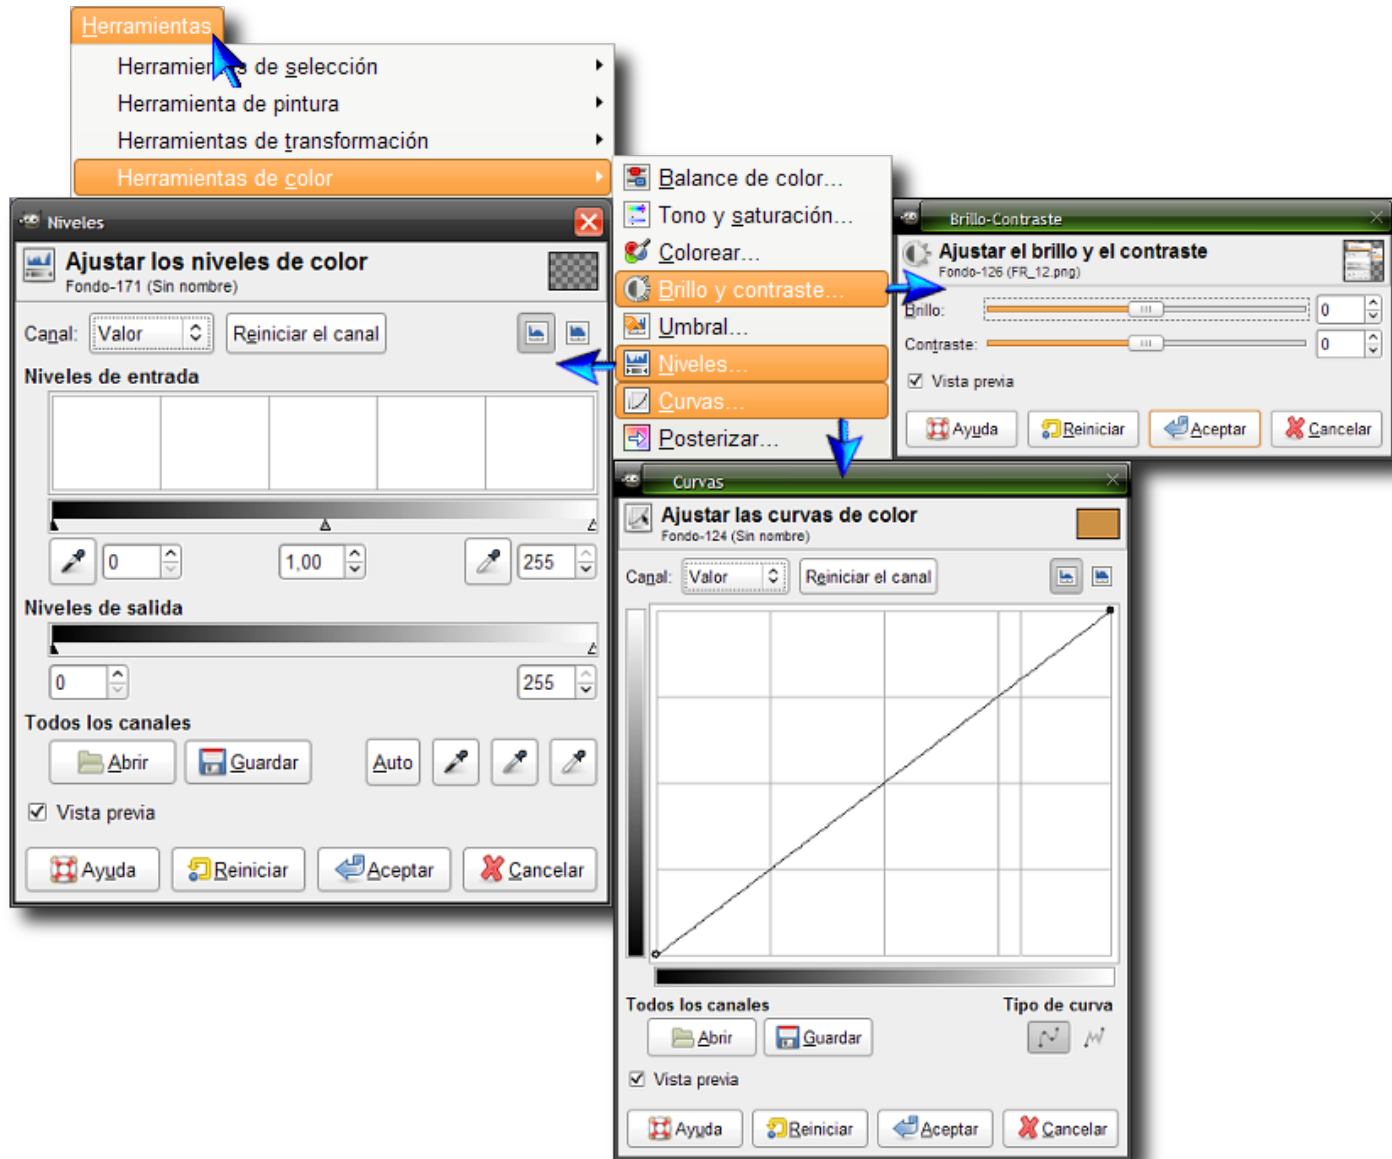 Herramientas
Herramientas de selección
Herramienta de pintura
Herramientas de transformación
Herramientas de color
Balance de color...
Tono y saturación...
Colorear...
Brillo y contraste...
Umbral...
Niveles...
Curvas...
Posterizar...
Niveles
Ajustar los niveles de color
Fondo-171 (Sin nombre)
Canal: Valor Reiniciar el canal
Niveles de entrada
0 1,00 255
Niveles de salida
0 255
Todos los canales
Abrir Guardar Auto
Vista previa
Ayuda Reiniciar Aceptar Cancelar
Brillo-Contraste
Ajustar el brillo y el contraste
Fondo-126 (FR_12.png)
Brillo: 0
Contraste: 0
Vista previa
Ayuda Reiniciar Aceptar Cancelar
Curvas
Ajustar las curvas de color
Fondo-124 (Sin nombre)
Canal: Valor Reiniciar el canal
Todos los canales Tipo de curva
Abrir Guardar
Vista previa
Ayuda Reiniciar Aceptar Cancelar